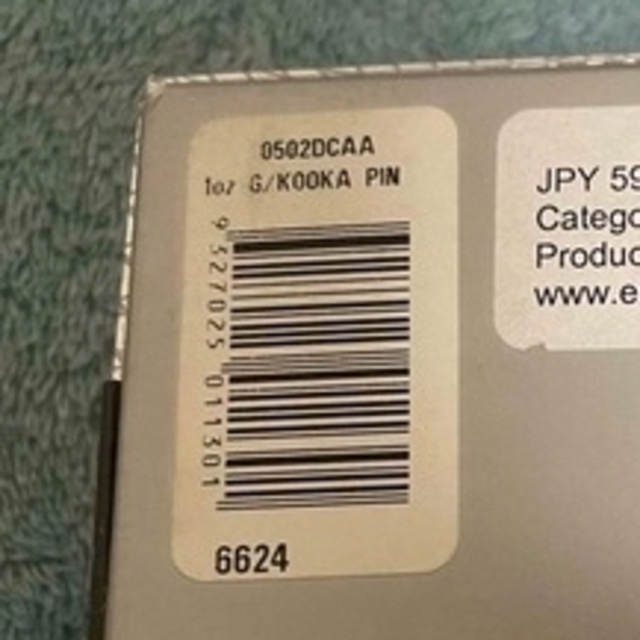 0502DCAA
1oz G/KOOKA PIN
9 527025 011301
6624
JPY 59
Catego
Produc
www.e